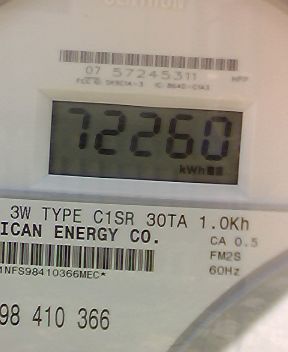 07 57245311 HPP
72260
kWh
3W TYPE C1SR 30TA 1.0Kh
ICAN ENERGY CO.
CA 0.5
FM2S
60Hz
1NFS98410366MEC*
98 410 366